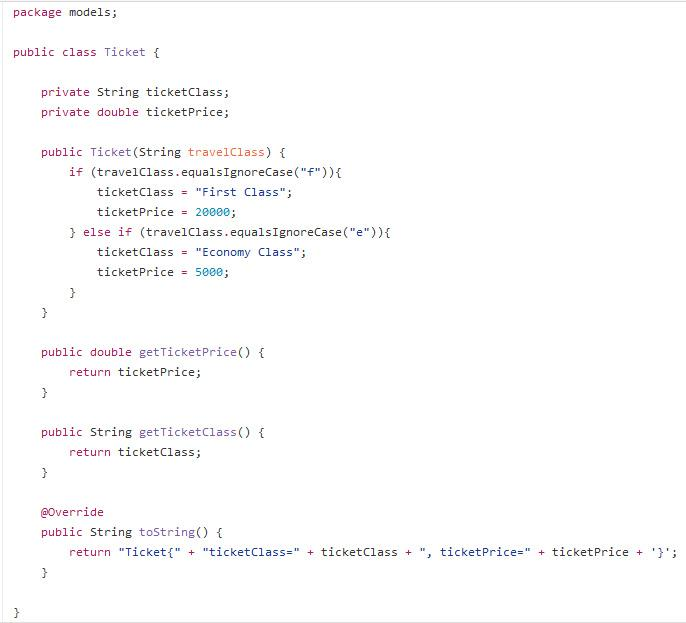 package models;
public class Ticket {
private String ticketClass;
private double ticketPrice;
public Ticket(String travelClass) {
if (travelClass.equalsIgnoreCase("f")){
ticketClass = "First Class";
ticketPrice = 20000;
} else if (travelClass.equalsIgnoreCase("e")){
ticketClass = "Economy Class";
ticketPrice = 5000;
}
}
public double getTicketPrice() {
return ticketPrice;
}
public String getTicketClass() {
return ticketClass;
}
@Override
public String toString() {
return "Ticket{" + "ticketClass=" + ticketClass + ", ticketPrice=" + ticketPrice + '}';
}
}